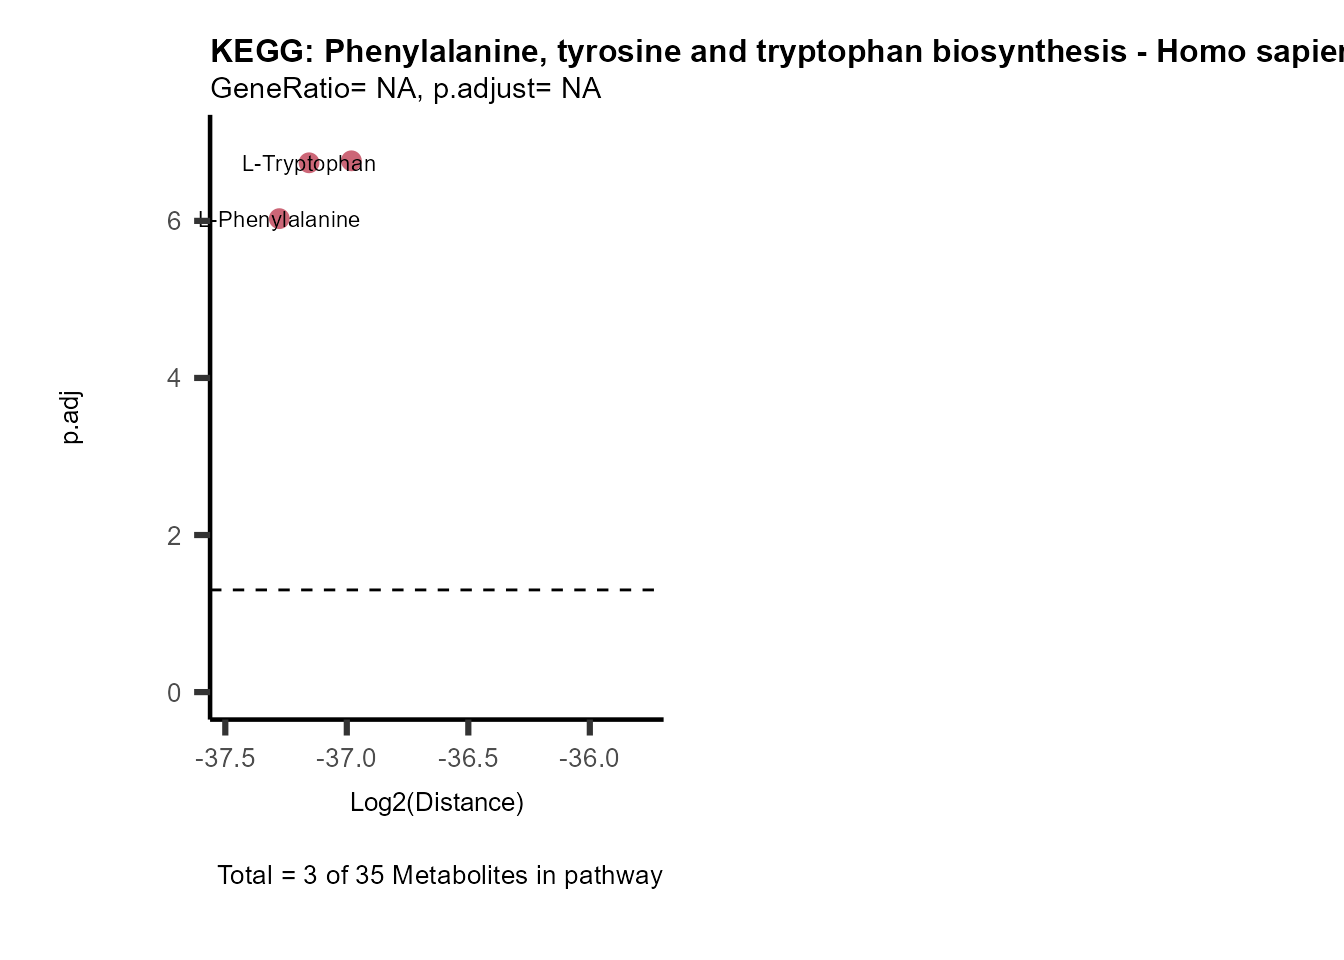 KEGG: Phenylalanine, tyrosine and tryptophan biosynthesis - Homo sapien
GeneRatio= NA, p.adjust= NA
L-Tryptophan
L-Phenylalanine
6
4
2
0
p.adj
-37.5 -37.0 -36.5 -36.0
Log2(Distance)
Total = 3 of 35 Metabolites in pathway